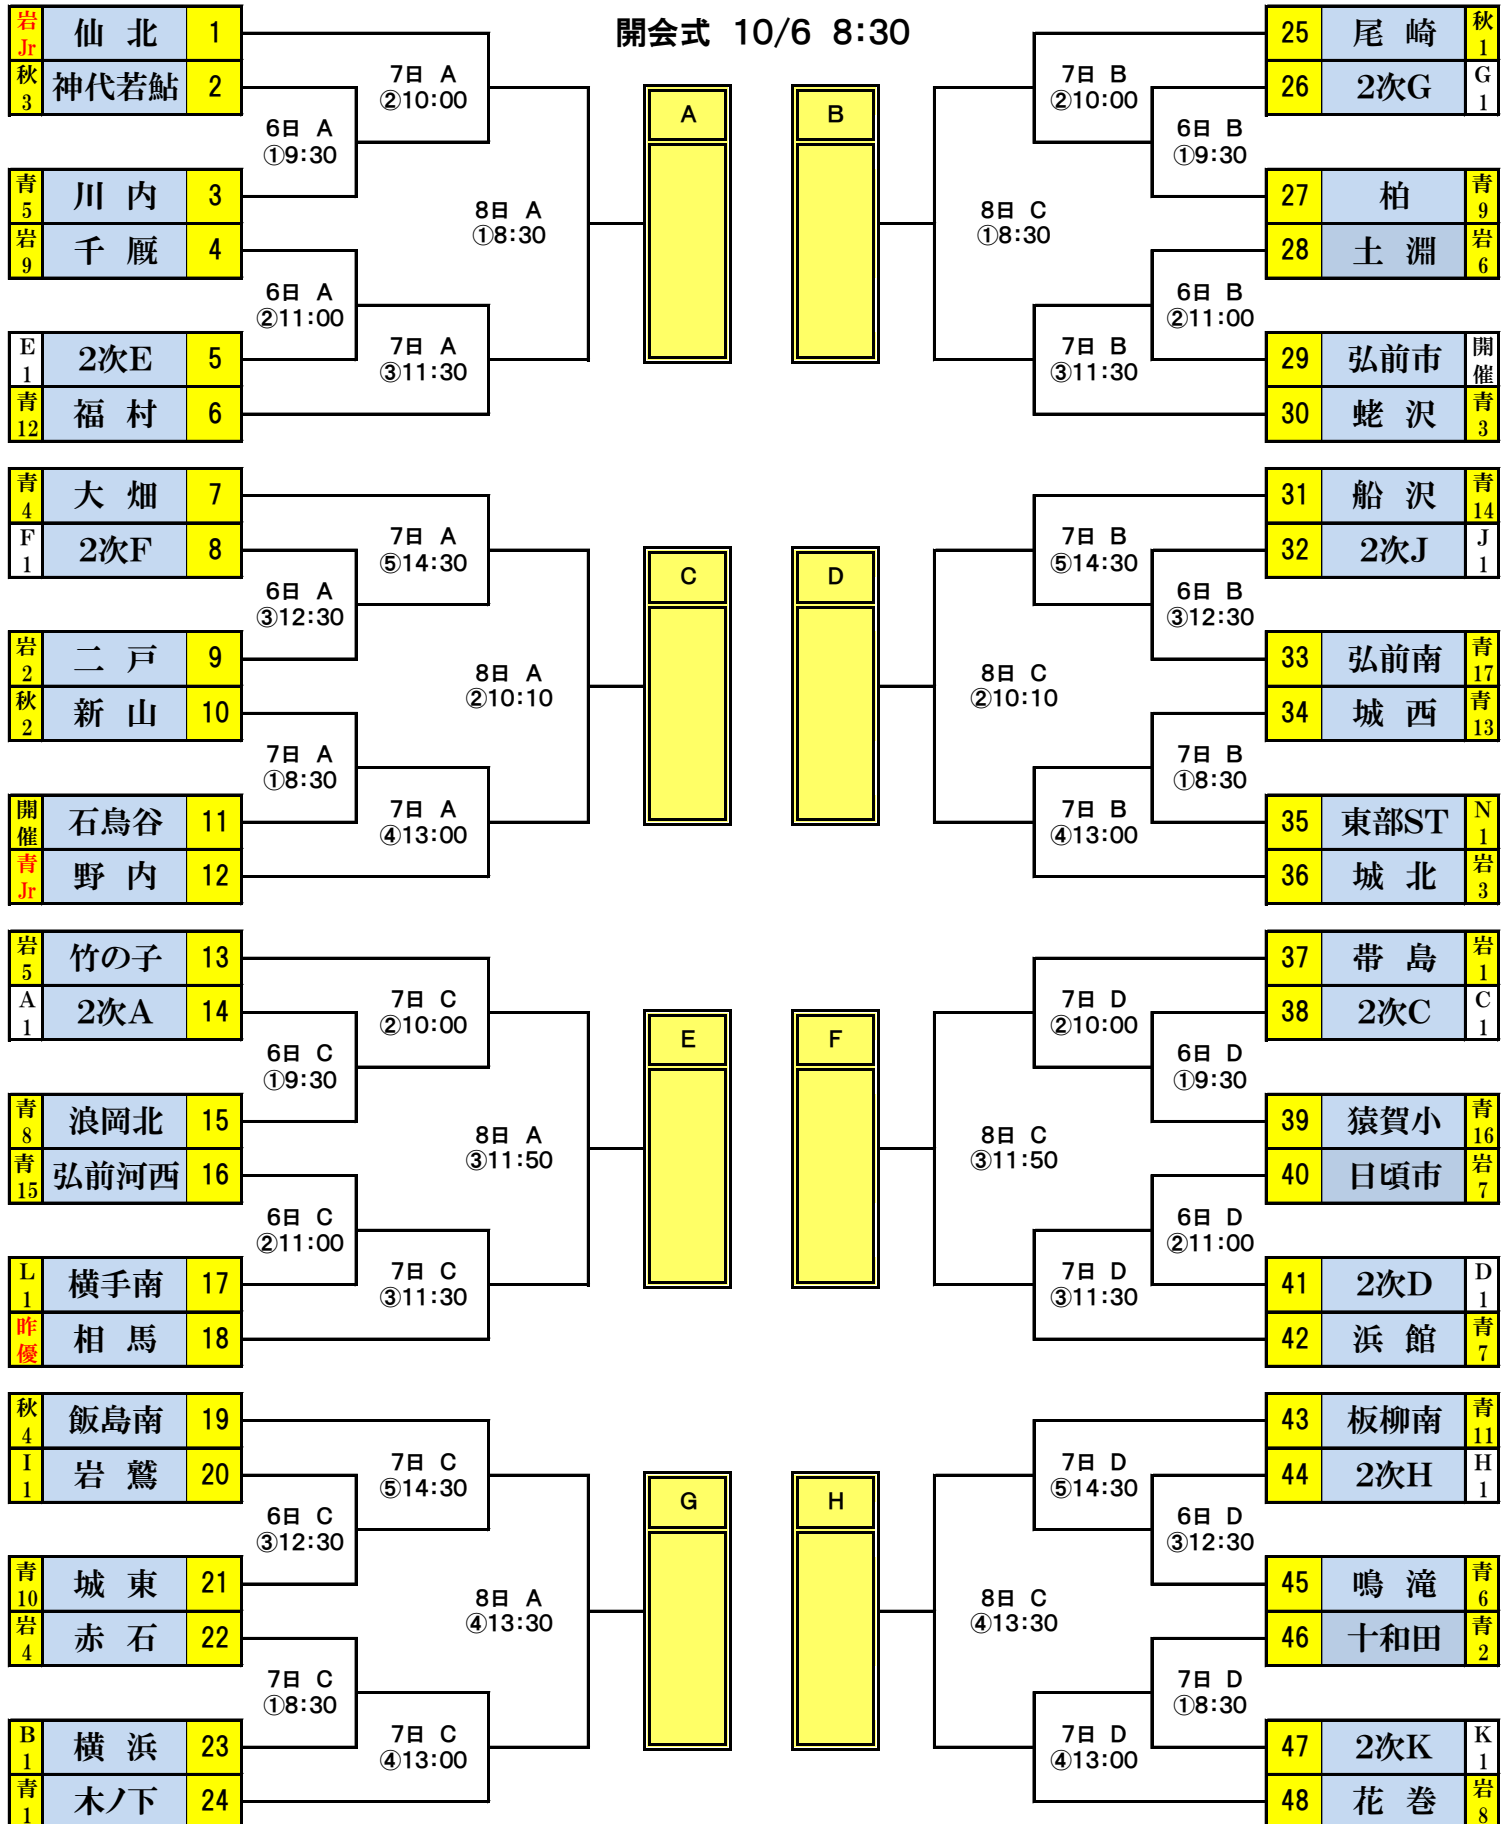 開会式 10/6 8:30
岩Jr 仙北 1
秋3 神代若鮎 2
7日 A
②10:00
6日 A
①9:30
青5 川内 3
岩9 千厩 4
8日 A
①8:30
6日 A
②11:00
E1 2次E 5
青12 福村 6
7日 A
③11:30
A
青4 大畑 7
F1 2次F 8
7日 A
⑤14:30
6日 A
③12:30
岩2 二戸 9
秋2 新山 10
8日 A
②10:10
7日 A
①8:30
開催 石鳥谷 11
青Jr 野内 12
7日 A
④13:00
C
岩5 竹の子 13
A1 2次A 14
7日 C
②10:00
6日 C
①9:30
青8 浪岡北 15
青15 弘前河西 16
8日 A
③11:50
6日 C
②11:00
L1 横手南 17
昨優 相馬 18
7日 C
③11:30
E
秋4 飯島南 19
I1 岩鷲 20
7日 C
⑤14:30
6日 C
③12:30
青10 城東 21
岩4 赤石 22
8日 A
④13:30
7日 C
①8:30
B1 横浜 23
青1 木ノ下 24
7日 C
④13:00
G
25 尾崎 秋1
26 2次G G1
7日 B
②10:00
6日 B
①9:30
27 柏 青9
28 土淵 岩6
8日 C
①8:30
6日 B
②11:00
29 弘前市 開催
30 蛯沢 青3
7日 B
③11:30
B
31 船沢 青14
32 2次J J1
7日 B
⑤14:30
6日 B
③12:30
33 弘前南 青17
34 城西 青13
8日 C
②10:10
7日 B
①8:30
35 東部ST N1
36 城北 岩3
7日 B
④13:00
D
37 帯島 岩1
38 2次C C1
7日 D
②10:00
6日 D
①9:30
39 猿賀小 青16
40 日頃市 岩7
8日 C
③11:50
6日 D
②11:00
41 2次D D1
42 浜館 青7
7日 D
③11:30
F
43 板柳南 青11
44 2次H H1
7日 D
⑤14:30
6日 D
③12:30
45 鳴滝 青6
46 十和田 青2
8日 C
④13:30
7日 D
①8:30
47 2次K K1
48 花巻 岩8
7日 D
④13:00
H